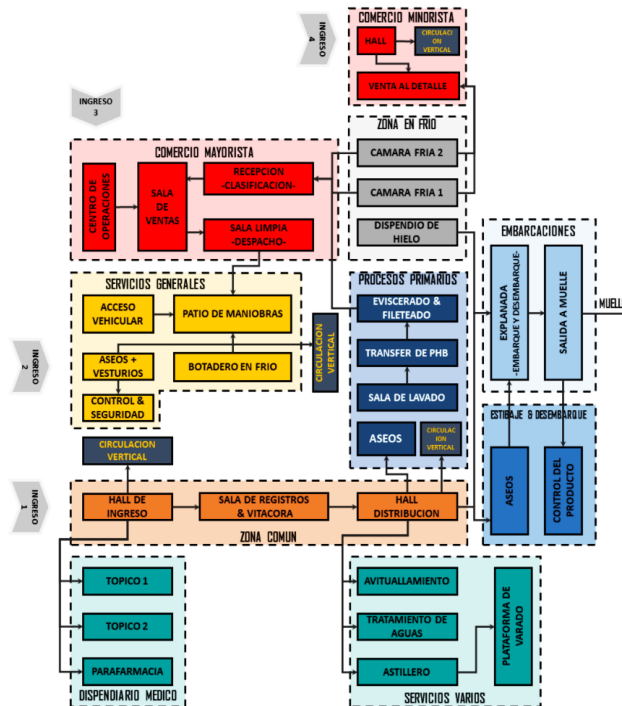 INGRESO
4
COMERCIO MINORISTA
HALL
CIRCULACI
ON
VERTICAL
VENTA AL DETALLE
INGRESO
3
ZONA EN FRIO
CAMARA FRIA 2
CAMARA FRIA 1
DISPENDIO DE
HIELO
COMERCIO MAYORISTA
CENTRO DE
OPERACIONES
SALA
DE
VENTAS
RECEPCION
-CLASIFICACION-
SALA LIMPIA
-DESPACHO-
EMBARCACIONES
EXPLANADA
-EMBARQUE Y DESEMBARQUE-
SALIDA A MUELLE
MUELLE
SERVICIOS GENERALES
ACCESO
VEHICULAR
PATIO DE MANIOBRAS
ASEOS +
VESTURIOS
BOTADERO EN FRIO
CONTROL &
SEGURIDAD
CIRCULACION
VERTICAL
INGRESO
2
PROCESOS PRIMARIOS
EVISCERADO &
FILETEADO
TRANSFER DE PHB
SALA DE LAVADO
ASEOS
CIRCULAC
ION
VERTICAL
ESTIBAJE & DESEMBARQUE
ASEOS
CONTROL DEL
PRODUCTO
CIRCULACION
VERTICAL
INGRESO
1
HALL DE
INGRESO
SALA DE REGISTROS
& VITACORA
HALL
DISTRIBUCION
ZONA COMUN
TOPICO 1
TOPICO 2
PARAFARMACIA
DISPENDIARIO MEDICO
AVITUALLAMIENTO
TRATAMIENTO DE
AGUAS
ASTILLERO
PLATAFORMA DE
VARADO
SERVICIOS VARIOS